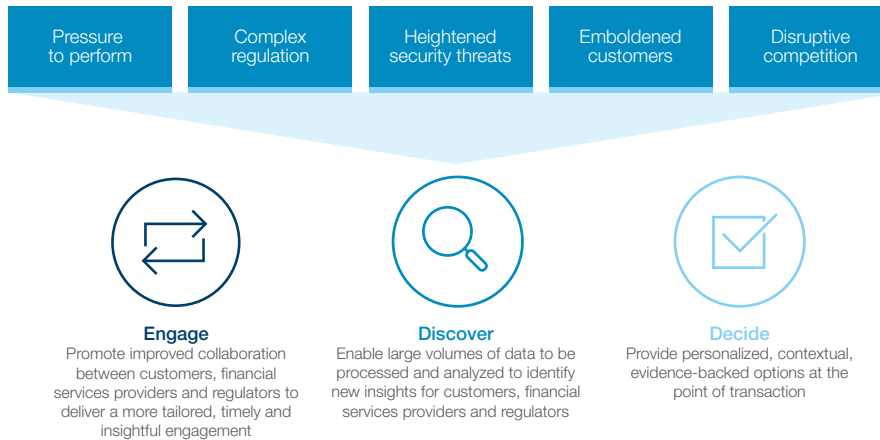 Pressure
to perform
Complex
regulation
Heightened
security threats
Emboldened
customers
Disruptive
competition
Engage
Promote improved collaboration
between customers, financial
services providers and regulators to
deliver a more tailored, timely and
insightful engagement
Discover
Enable large volumes of data to be
processed and analyzed to identify
new insights for customers, financial
services providers and regulators
Decide
Provide personalized, contextual,
evidence-backed options at the
point of transaction